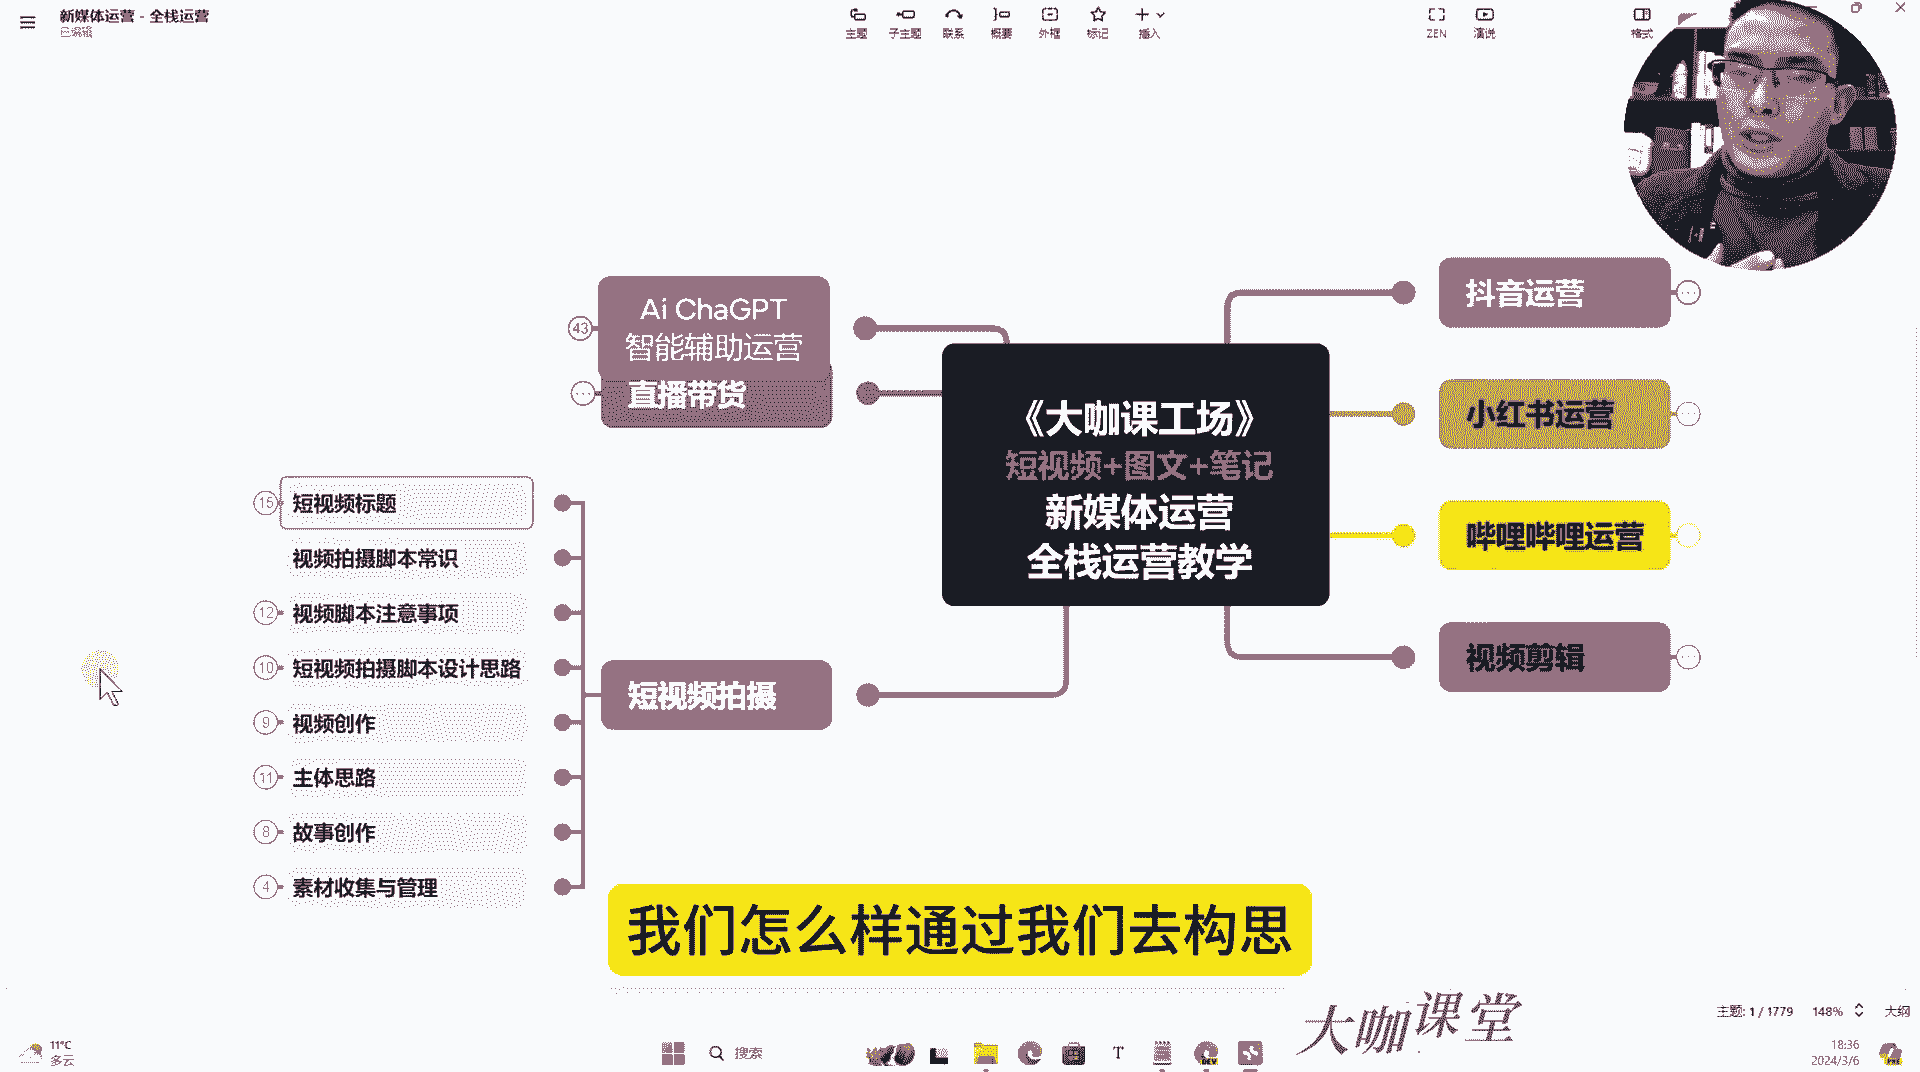 新媒体运营 - 全栈运营
已编辑
主题
子主题
联系
概要
外框
标记
插入
ZEN
演说
格式
43
Ai ChaGPT
智能辅助运营
直播带货
15
短视频标题
视频拍摄脚本常识
12
视频脚本注意事项
10
短视频拍摄脚本设计思路
9
视频创作
11
主体思路
8
故事创作
4
素材收集与管理
短视频拍摄
《大咖课工场》
短视频+图文+笔记
新媒体运营
全栈运营教学
抖音运营
小红书运营
哔哩哔哩运营
视频剪辑
我们怎么样通过我们去构思
大咖课堂
主题: 1 / 1779
148%
大纲
11°C
多云
搜索
18:36
2024/3/6